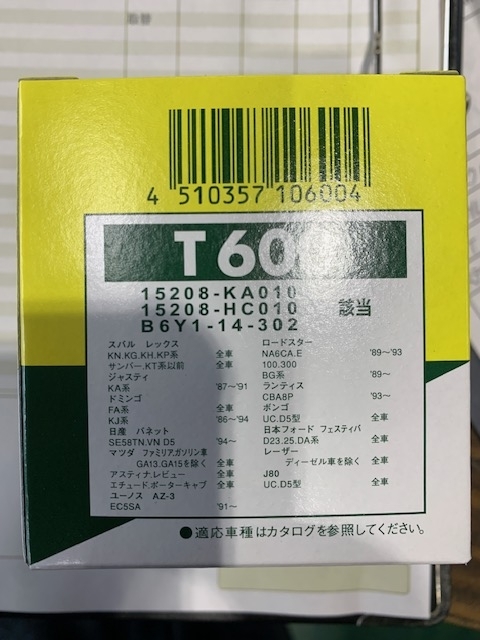 4 510357 106004
T 60
15208-KA010
15208-HC010 該当
B6Y1-14-302
スバル レックス
KN.KG.KH.KP系 全車
サンバー.KT系以前 全車
ジャスティ
KA系 '87~'91
ドミンゴ
FA系 全車
KJ系 '86~'94
日産 バネット
SE58TN.VN D5 '94~
マツダ ファミリア.ガソリン車
GA13.GA15を除く 全車
アスティナ.レビュー 全車
エチュード.ポーターキャブ 全車
ユーノス AZ-3
EC5SA '91~
ロードスター
NA6CA.E '89~'93
100.300
BG系 '89~
ランティス
CBA8P '93~
ボンゴ
UC.D5型 全車
日本フォード フェスティバ
D23.25.DA系 全車
レーザー
ディーゼル車を除く 全車
J80
UC.D5型 全車
●適応車種はカタログを参照してください。